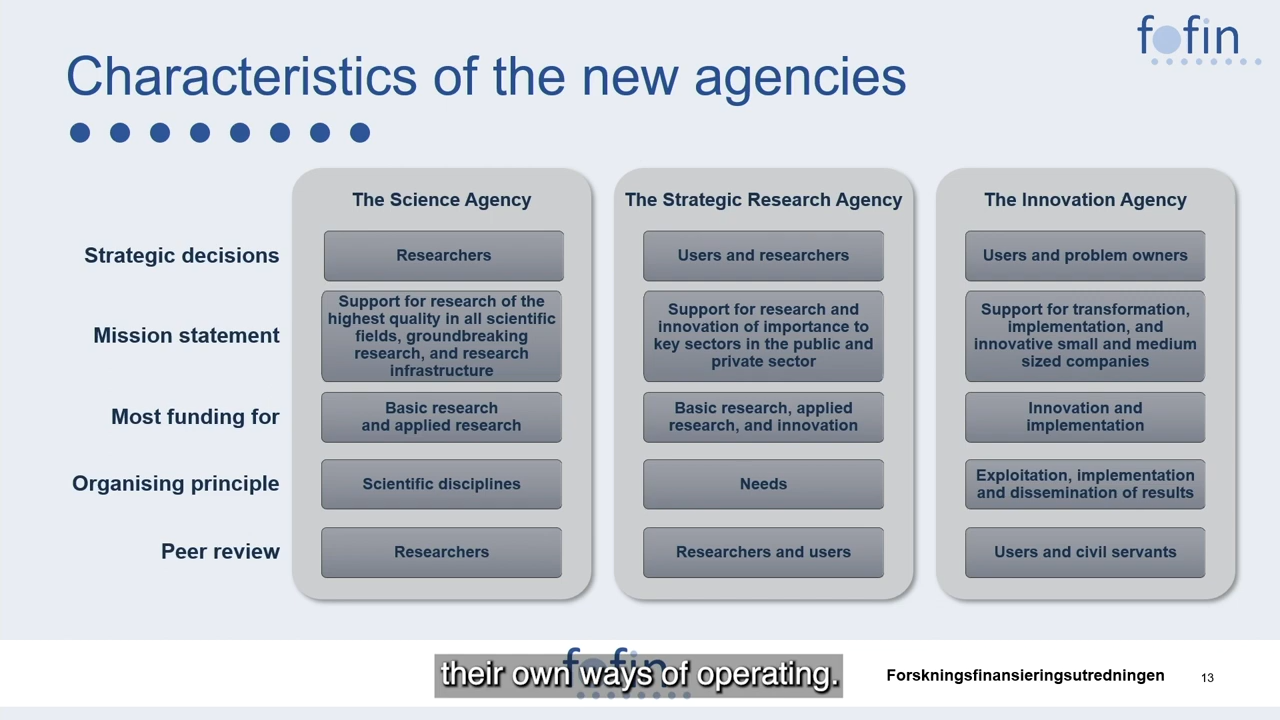 fofin
Characteristics of the new agencies
The Science Agency
The Strategic Research Agency
The Innovation Agency
Strategic decisions
Researchers
Users and researchers
Users and problem owners
Mission statement
Support for research of the
highest quality in all scientific
fields, groundbreaking
research, and research
infrastructure
Support for research and
innovation of importance to
key sectors in the public and
private sector
Support for transformation,
implementation, and
innovative small and medium
sized companies
Most funding for
Basic research
and applied research
Basic research, applied
research, and innovation
Innovation and
implementation
Organising principle
Scientific disciplines
Needs
Exploitation, implementation
and dissemination of results
Peer review
Researchers
Researchers and users
Users and civil servants
fofin
their own ways of operating.
Forskningsfinansieringsutredningen
13